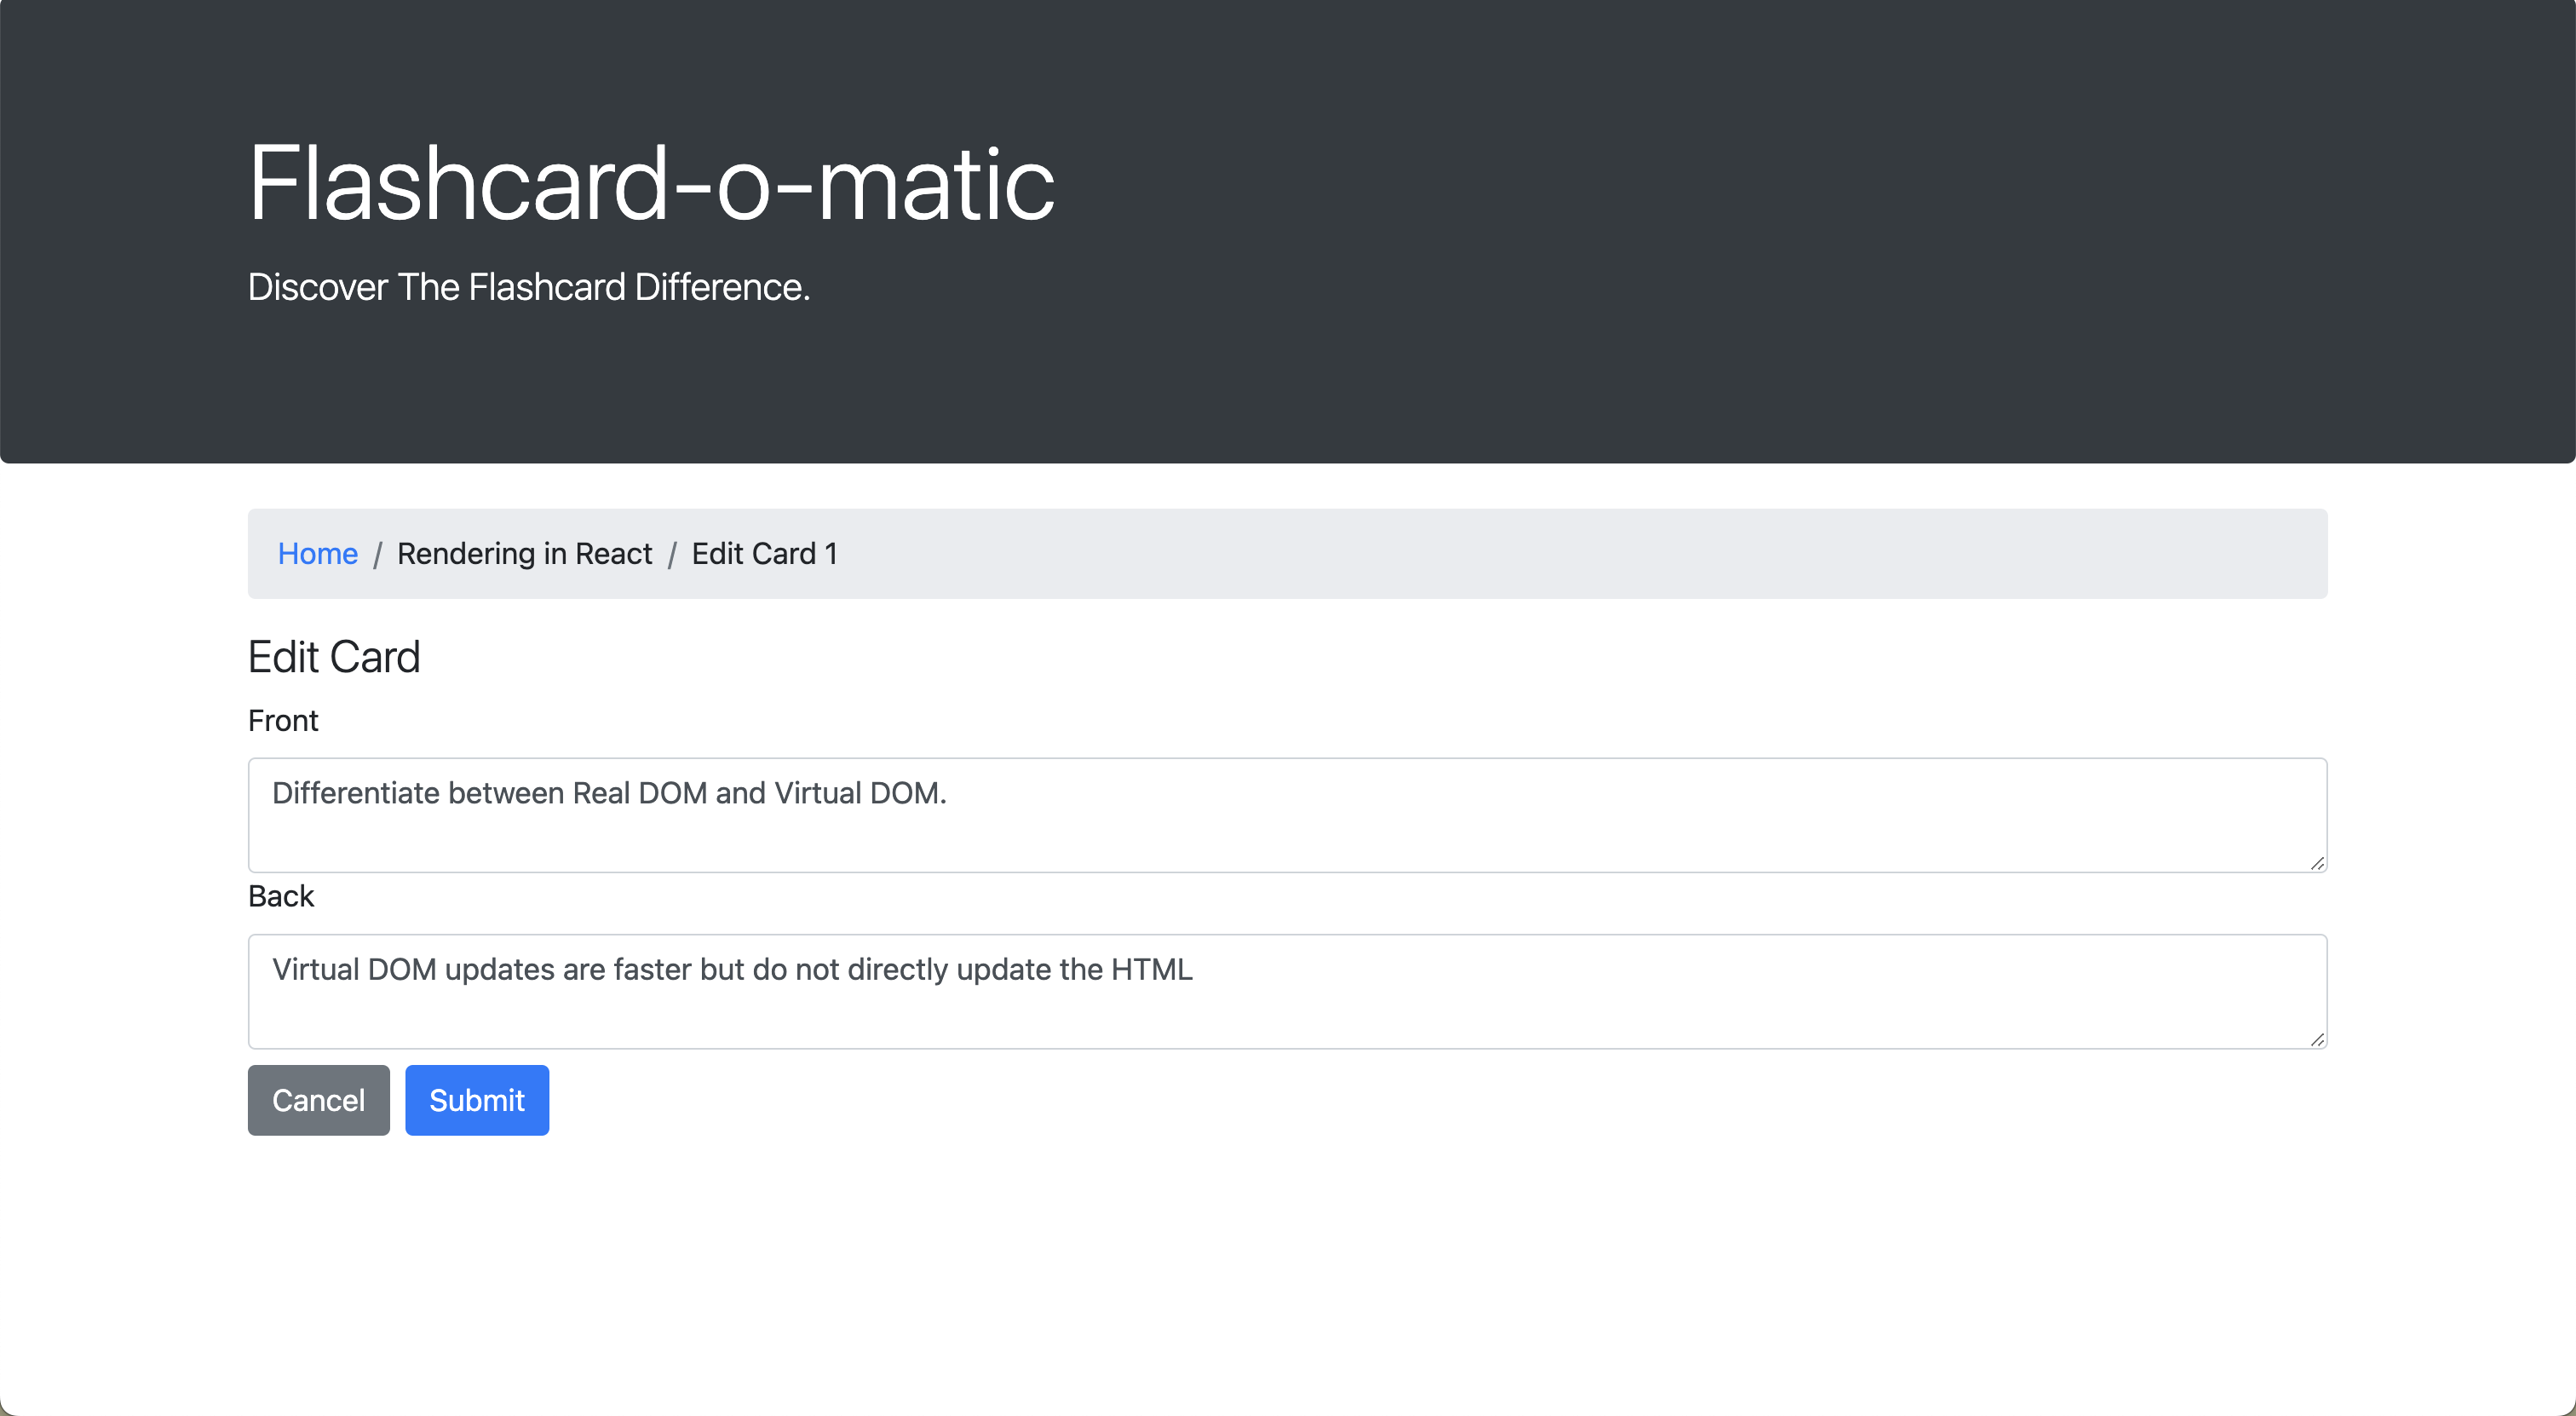 Flashcard-o-matic
Discover The Flashcard Difference.
Home / Rendering in React / Edit Card 1
Edit Card
Front
Differentiate between Real DOM and Virtual DOM.
Back
Virtual DOM updates are faster but do not directly update the HTML
Cancel Submit